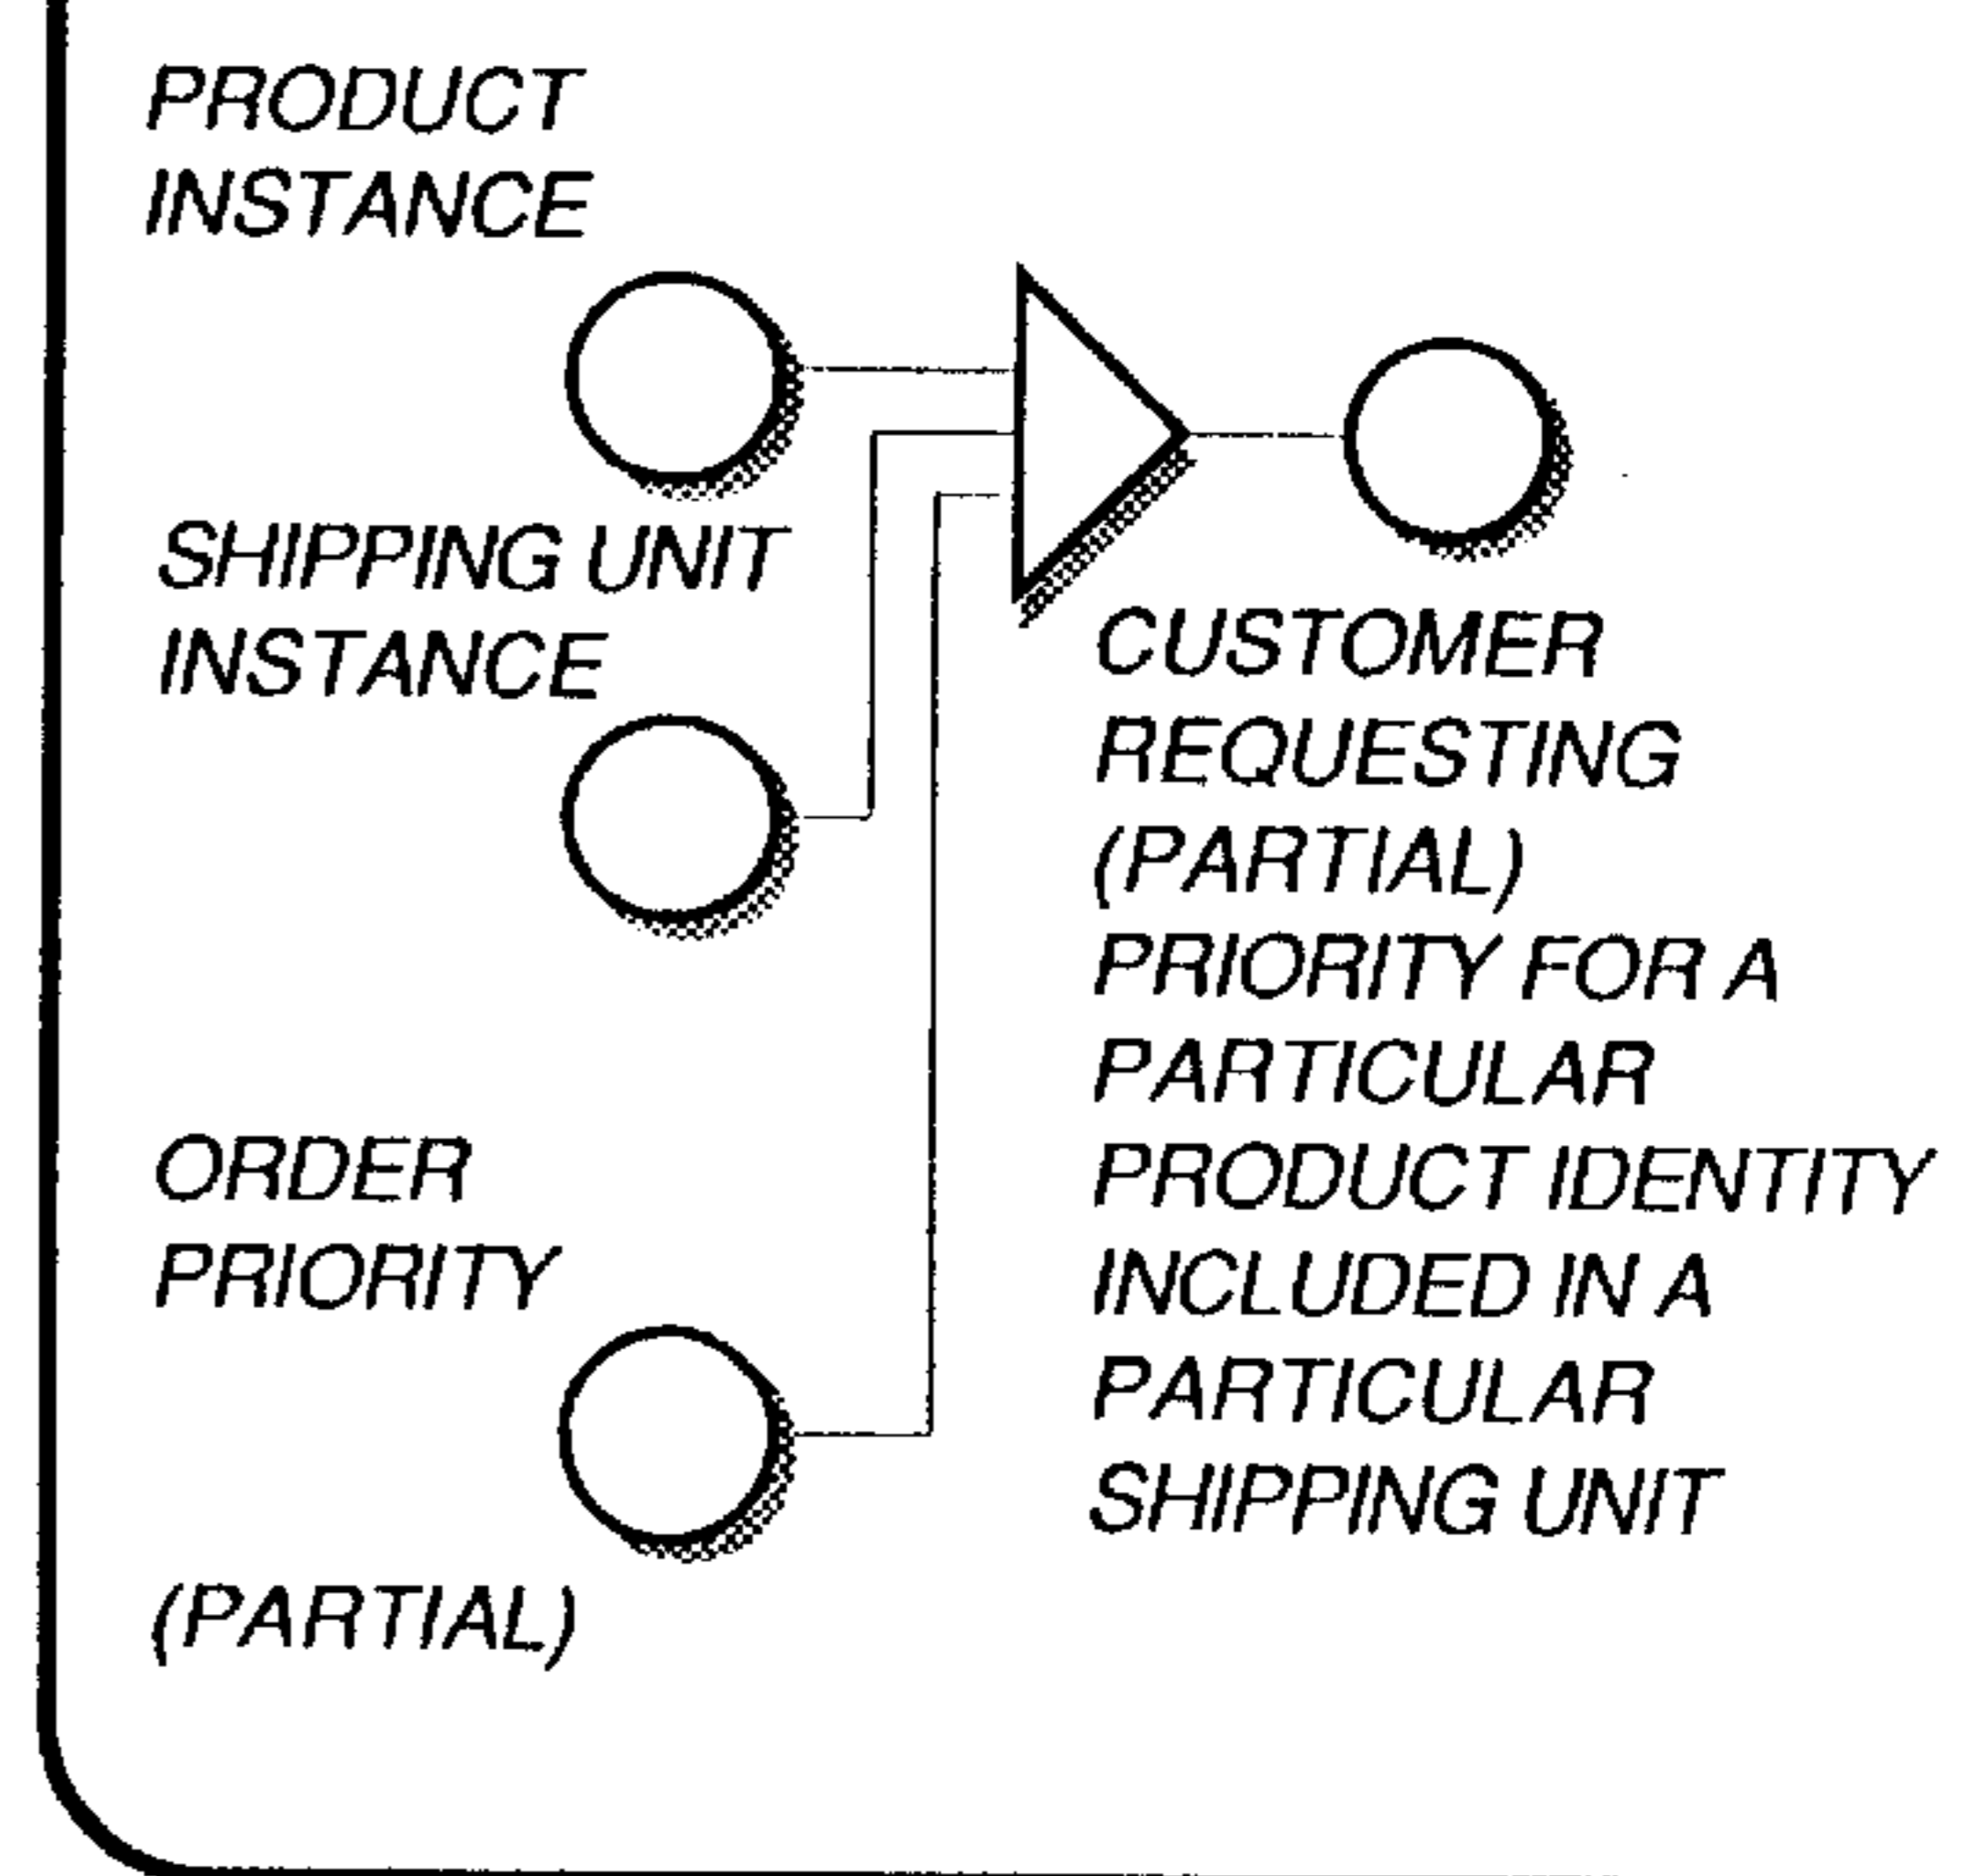 PRODUCT
INSTANCE
SHIPPING UNIT
INSTANCE
ORDER
PRIORITY
(PARTIAL)
CUSTOMER
REQUESTING
(PARTIAL)
PRIORITY FOR A
PARTICULAR
PRODUCT IDENTITY
INCLUDED IN A
PARTICULAR
SHIPPING UNIT